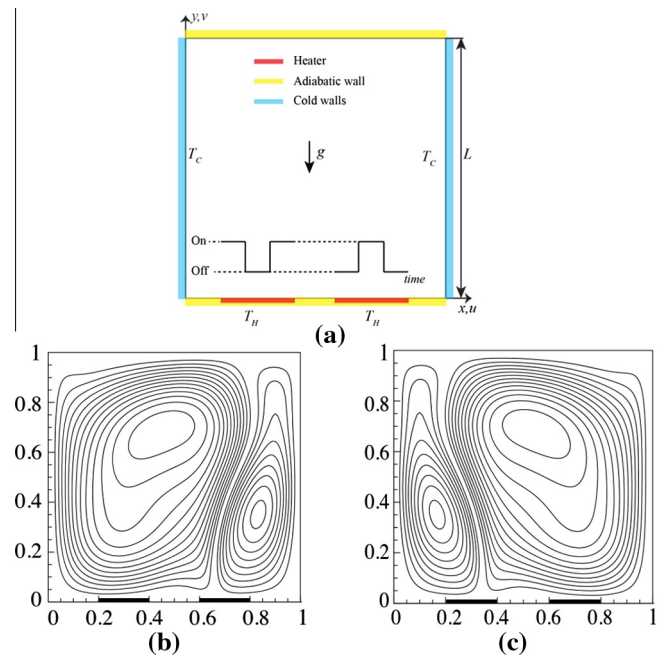 y,v
Heater
Adiabatic wall
Cold walls
T_C
g
T_C
L
On
Off
time
x,u
T_H
T_H
(a)
1
0.8
0.6
0.4
0.2
0
0
0.2
0.4
0.6
0.8
1
(b)
1
0.8
0.6
0.4
0.2
0
0
0.2
0.4
0.6
0.8
1
(c)